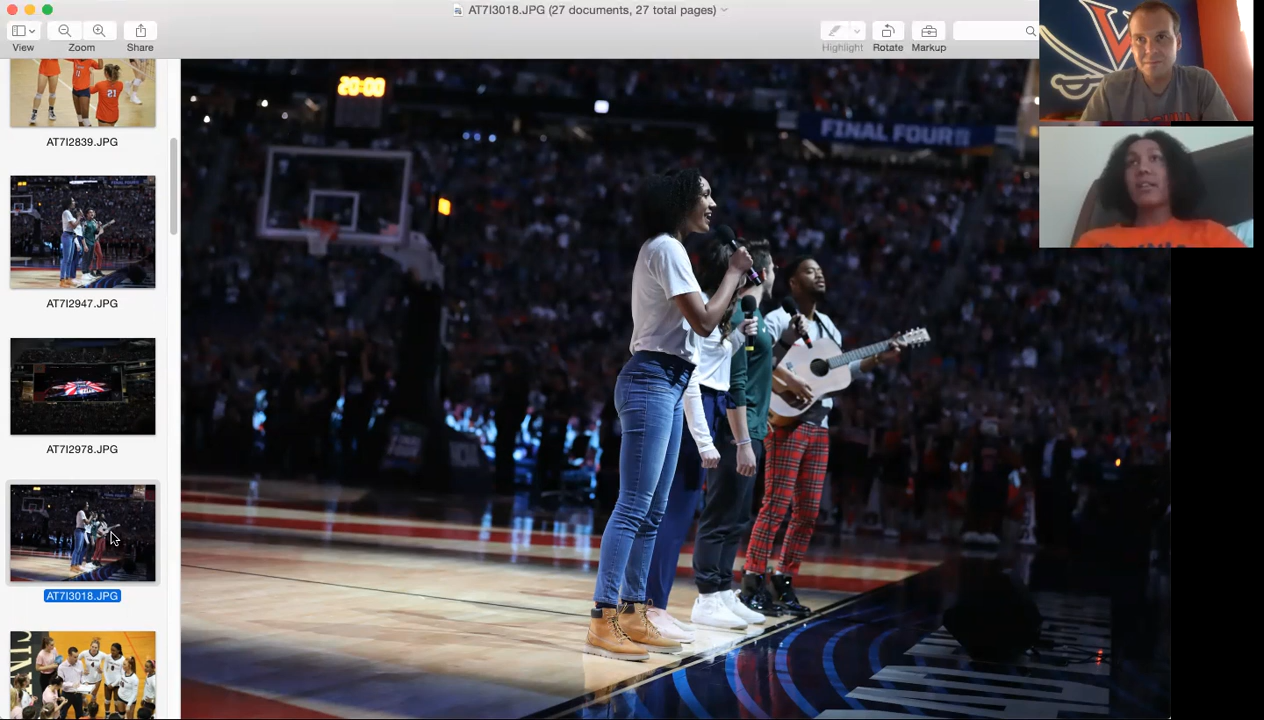 AT7I3018.JPG (27 documents, 27 total pages)
View
Zoom
Share
Highlight
Rotate
Markup
21
AT7I2839.JPG
AT7I2947.JPG
AT7I2978.JPG
AT7I3018.JPG
20:00
FINAL FOUR
V